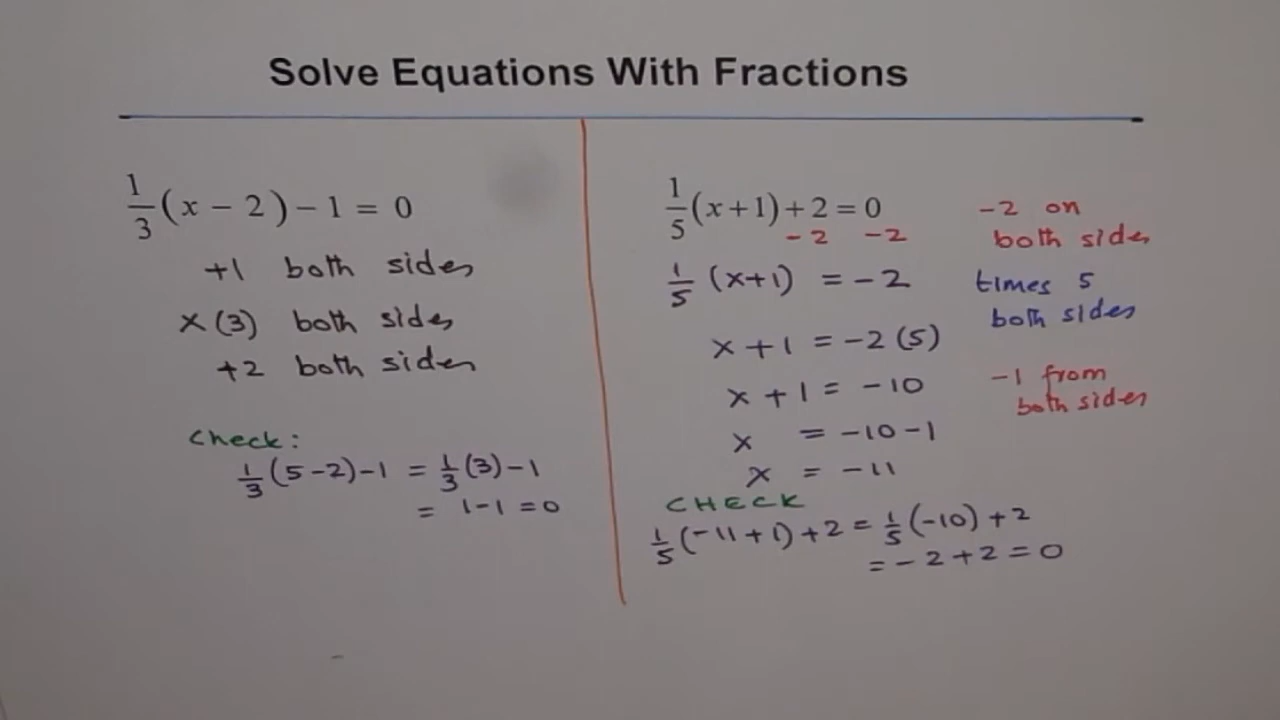 Solve Equations With Fractions
1/3 (x − 2) − 1 = 0
+1 both sides
x (3) both sides
+2 both sides
Check:
1/3 (5 − 2) − 1 = 1/3 (3) − 1
= 1 − 1 = 0
1/5 (x + 1) + 2 = 0
−2 −2
−2 on
both sides
1/5 (x + 1) = −2
times 5
both sides
x + 1 = −2 (5)
x + 1 = −10
−1 from
both sides
x = −10 − 1
x = −11
CHECK
1/5 (−11 + 1) + 2 = 1/5 (−10) + 2
= −2 + 2 = 0